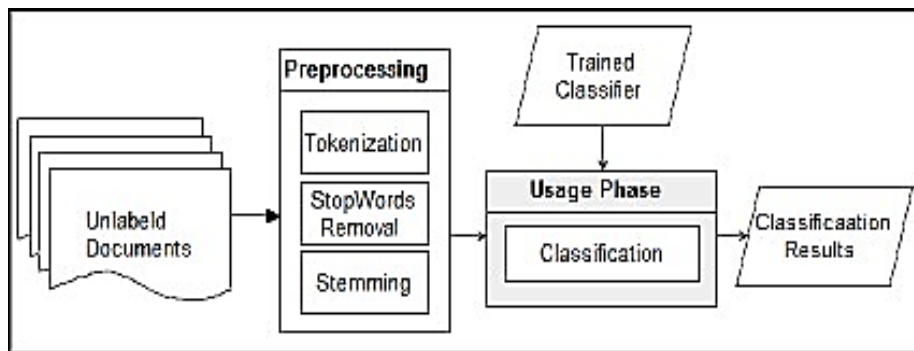 Unlabeld
Documents
Preprocessing
Tokenization
StopWords
Removal
Stemming
Trained
Classifier
Usage Phase
Classification
Classificaation
Results